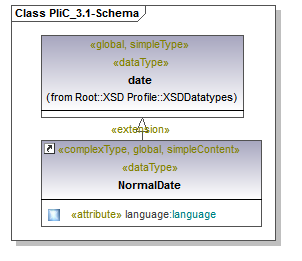 Class PliC_3.1-Schema
«global, simpleType»
«dataType»
date
(from Root::XSD Profile::XSDDatatypes)
«extension»
«complexType, global, simpleContent»
«dataType»
NormalDate
«attribute» language:language